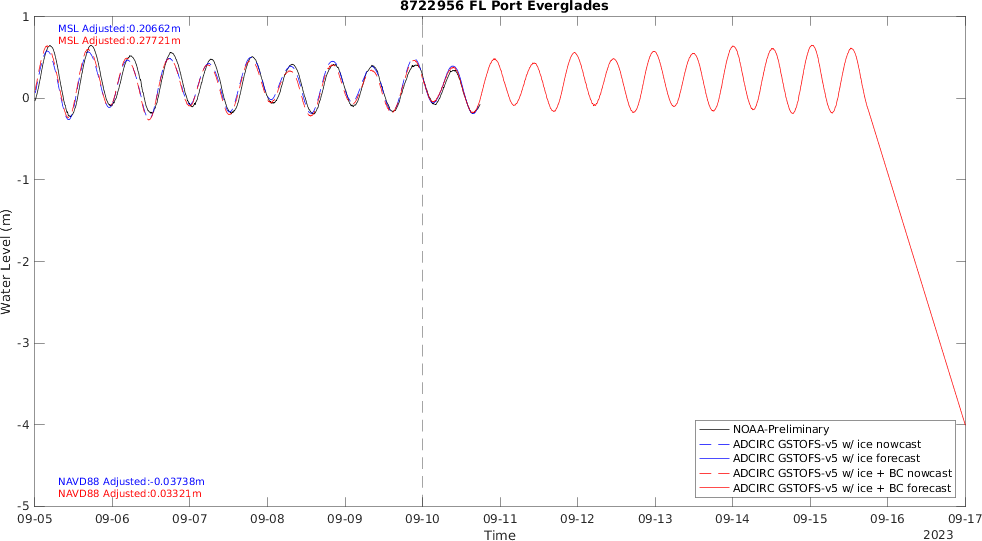 8722956 FL Port Everglades
1
0
-1
-2
-3
-4
-5
Water Level (m)
MSL Adjusted:0.20662m
MSL Adjusted:0.27721m
NAVD88 Adjusted:-0.03738m
NAVD88 Adjusted:0.03321m
NOAA-Preliminary
ADCIRC GSTOFS-v5 w/ ice nowcast
ADCIRC GSTOFS-v5 w/ ice forecast
ADCIRC GSTOFS-v5 w/ ice + BC nowcast
ADCIRC GSTOFS-v5 w/ ice + BC forecast
09-05 09-06 09-07 09-08 09-09 09-10 09-11 09-12 09-13 09-14 09-15 09-16 09-17
Time
2023